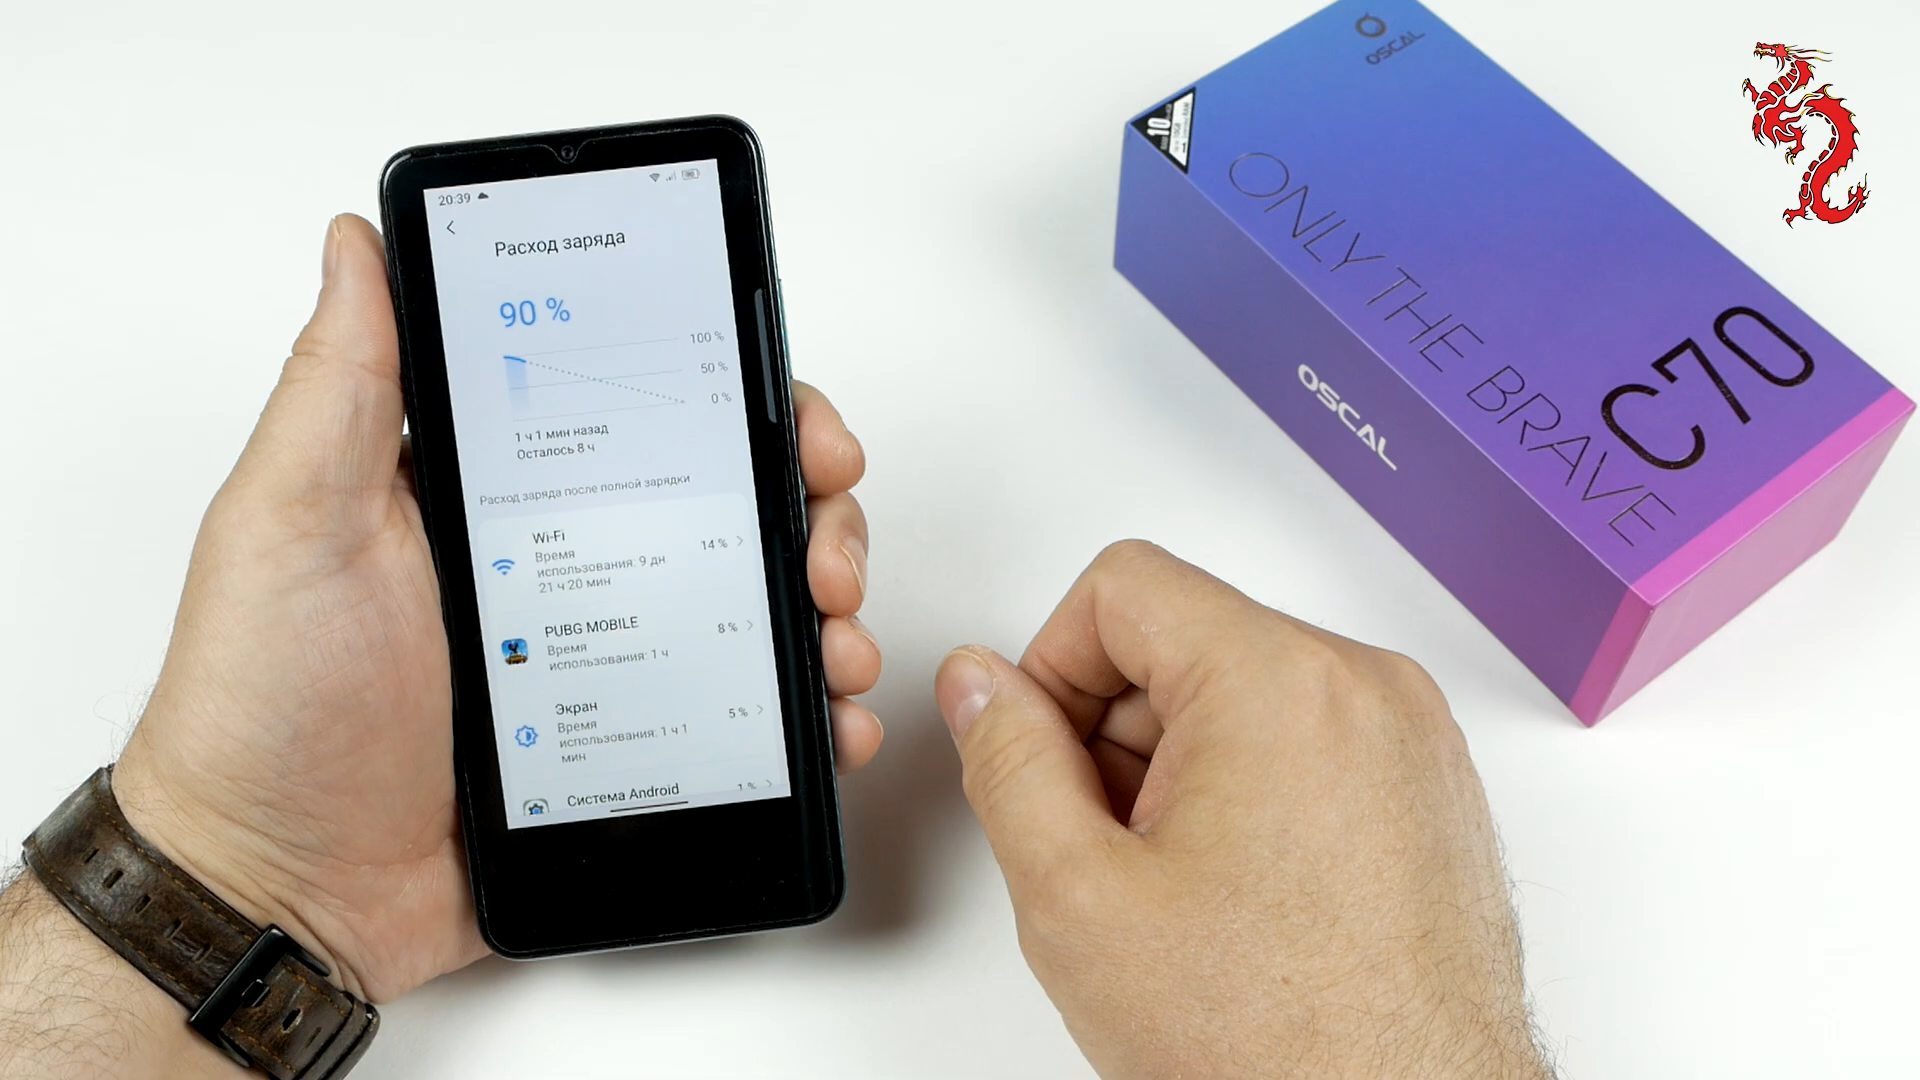 20:39
Расход заряда
90 %
100 %
50 %
0 %
1 ч 1 мин назад
Осталось 8 ч
Расход заряда после полной зарядки
Wi-Fi
Время
использования: 9 дн
21 ч 20 мин
14 %
PUBG MOBILE
Время
использования: 1 ч
8 %
Экран
Время
использования: 1 ч 1
мин
5 %
Система Android
1 %
OSCAL
10
ONLY THE BRAVE
C70
OSCAL